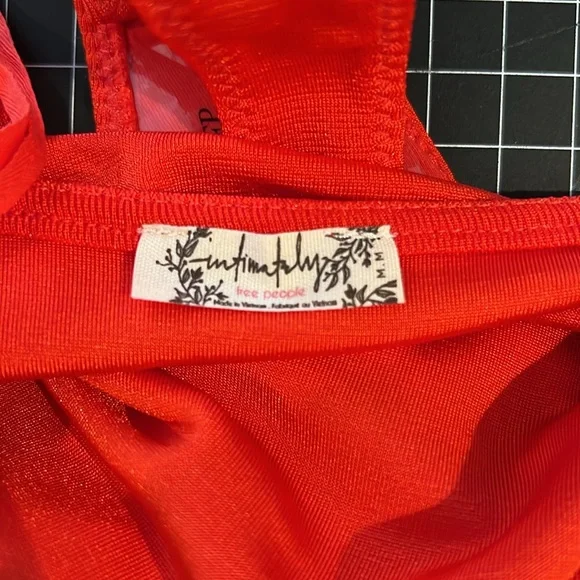 intimately
free people
Made in Vietnam . Fabriqué au Vietnam
M.M